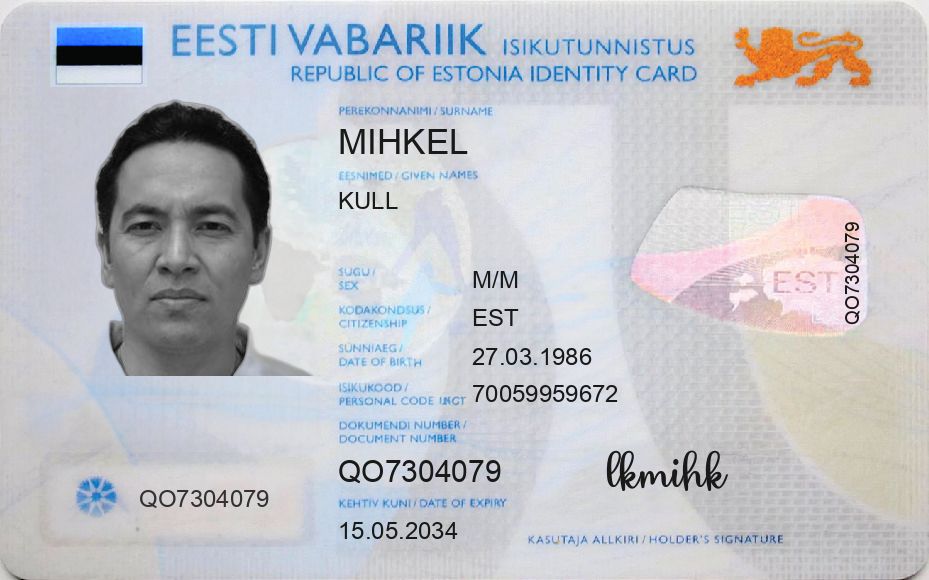 EESTI VABARIIK ISIKUTUNNISTUS
REPUBLIC OF ESTONIA IDENTITY CARD
PEREKONNANIMI / SURNAME
MIHKEL
EESNIMED / GIVEN NAMES
KULL
SUGU /
SEX
M/M
KODAKONDSUS /
CITIZENSHIP
EST
SÜNNIAEG /
DATE OF BIRTH
27.03.1986
ISIKUKOOD /
PERSONAL CODE
70059959672
DOKUMENDI NUMBER /
DOCUMENT NUMBER
QO7304079
KEHTIV KUNI / DATE OF EXPIRY
15.05.2034
QO7304079
EST
QO7304079
lkmihk
KASUTAJA ALLKIRI / HOLDER'S SIGNATURE